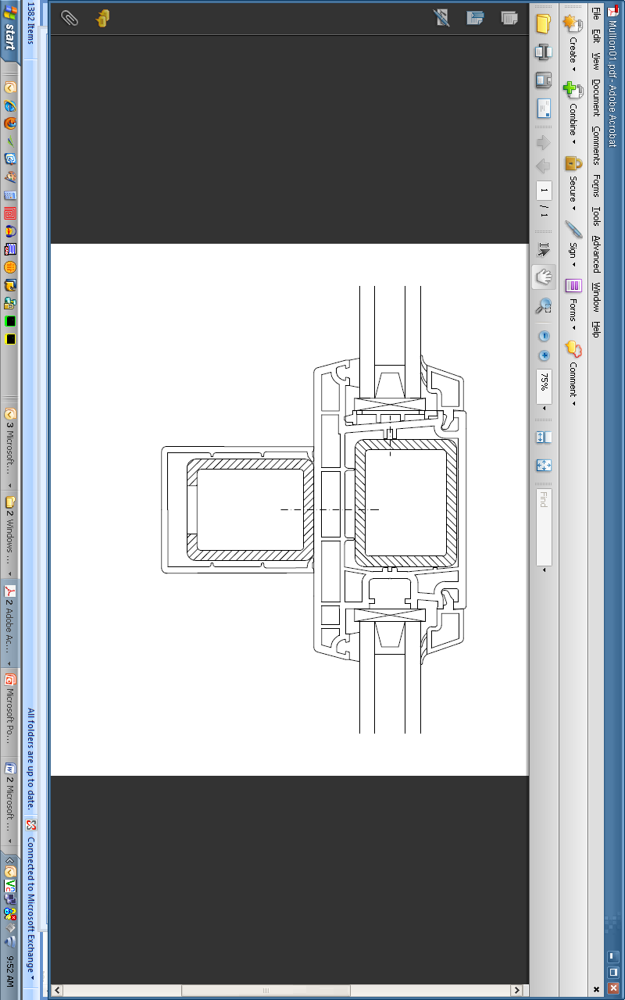 Mullion01.pdf - Adobe Acrobat
File Edit View Document Comments Forms Tools Advanced Window Help
Create Combine Secure Sign Forms Comment
1 / 1 75% Find
1382 Items All folders are up to date. Connected to Microsoft Exchange
start 3 Microsoft... 2 Windows ... 2 Adobe Ac... Microsoft Po... 2 Microsoft ... 9:52 AM